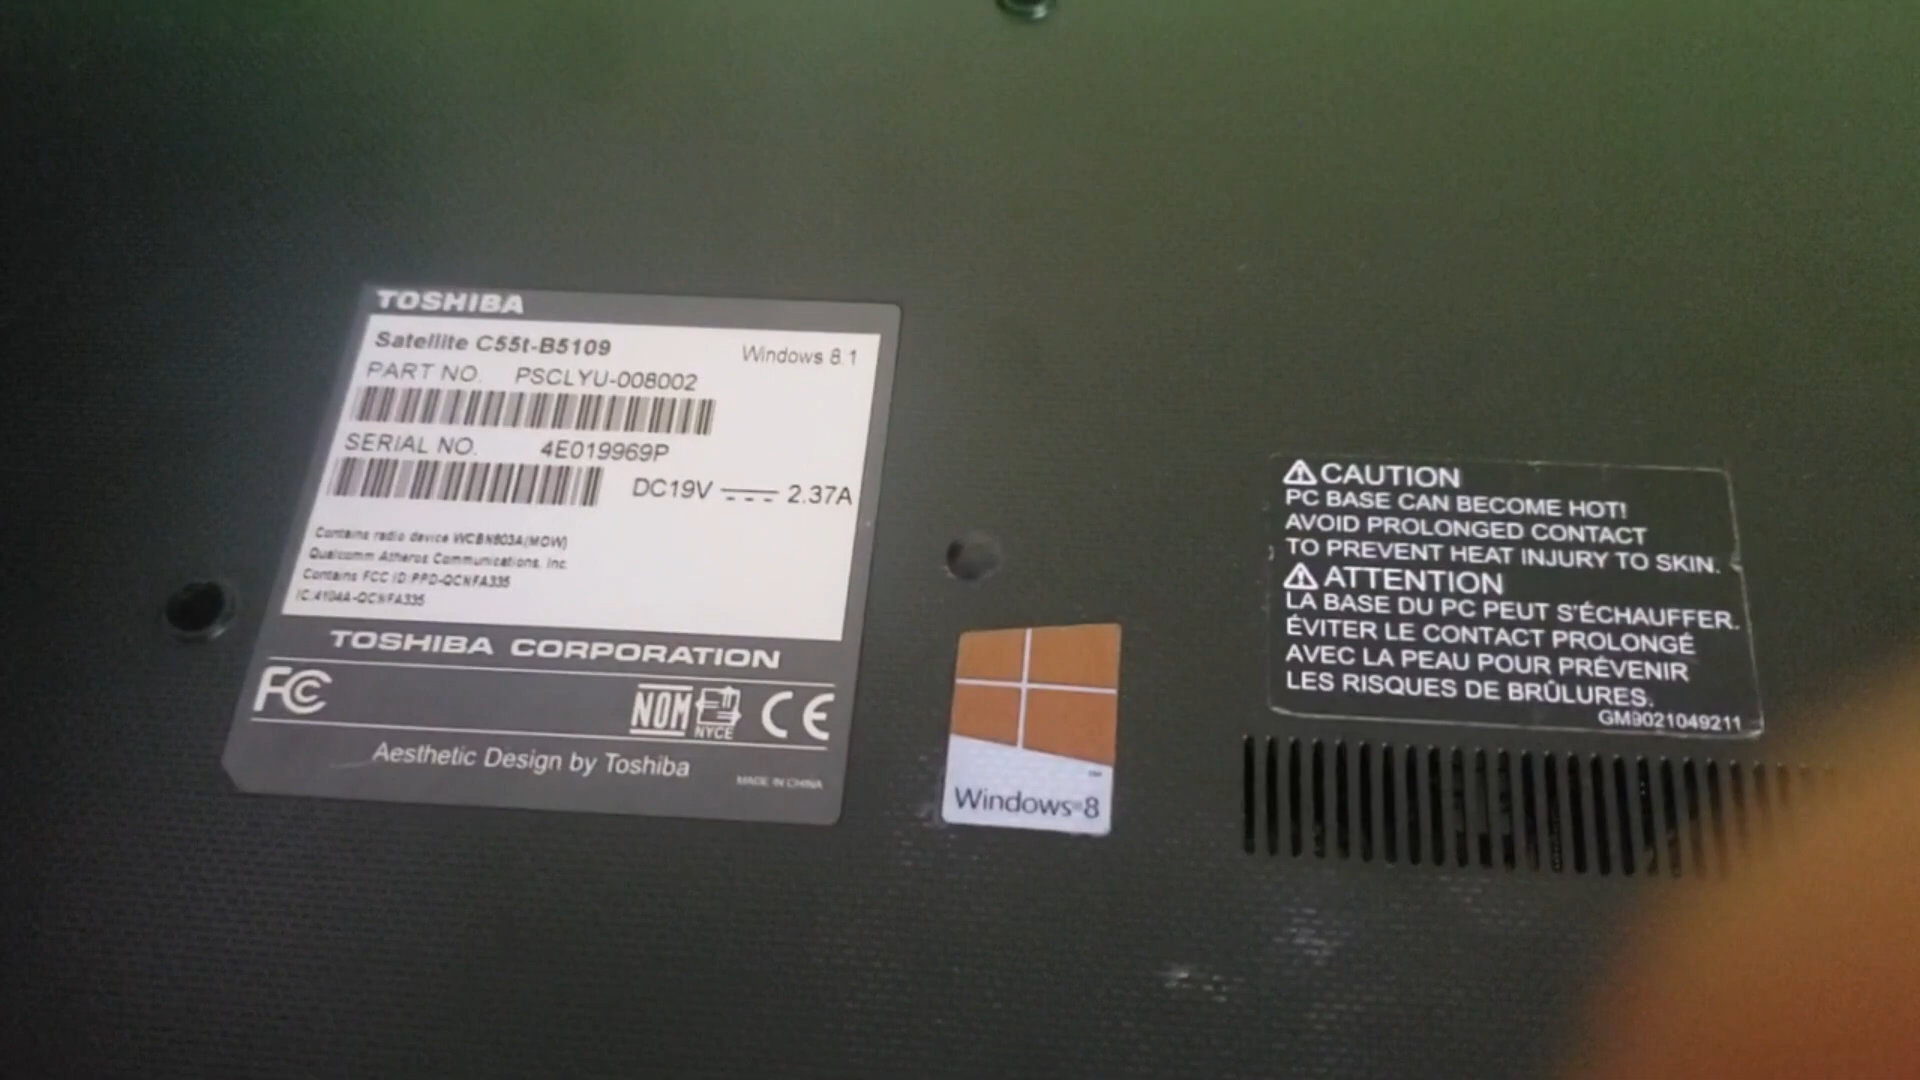 TOSHIBA
Satellite C55t-B5109
Windows 8.1
PART NO. PSCLYU-008002
SERIAL NO. 4E019969P
DC19V 2.37A
Contains radio device WCBN803A(MOW)
Qualcomm Atheros Communications, Inc.
Contains FCC ID:PPD-QCNFA335
IC:4104A-QCNFA335
TOSHIBA CORPORATION
FC NOM NYCE CE
Aesthetic Design by Toshiba
MADE IN CHINA
Windows 8
TM
⚠CAUTION
PC BASE CAN BECOME HOT!
AVOID PROLONGED CONTACT
TO PREVENT HEAT INJURY TO SKIN.
⚠ATTENTION
LA BASE DU PC PEUT S'ÉCHAUFFER.
ÉVITER LE CONTACT PROLONGÉ
AVEC LA PEAU POUR PRÉVENIR
LES RISQUES DE BRÛLURES.
GM9021049211